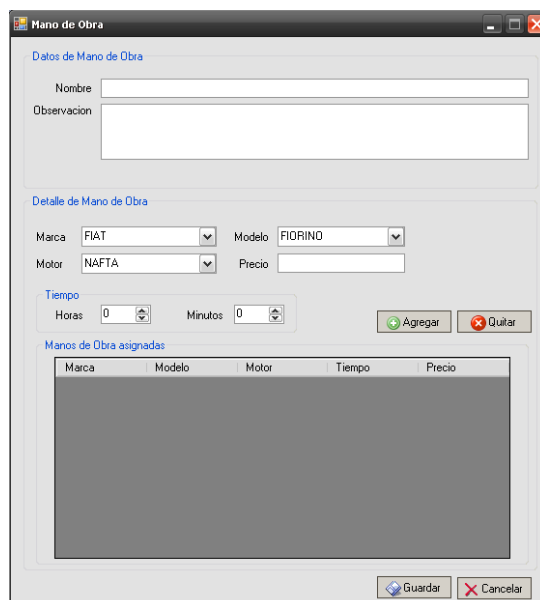 Mano de Obra
Datos de Mano de Obra
Nombre
Observacion
Detalle de Mano de Obra
Marca FIAT Modelo FIORINO
Motor NAFTA Precio
Tiempo
Horas 0 Minutos 0
Agregar Quitar
Manos de Obra asignadas
Marca Modelo Motor Tiempo Precio
Guardar Cancelar